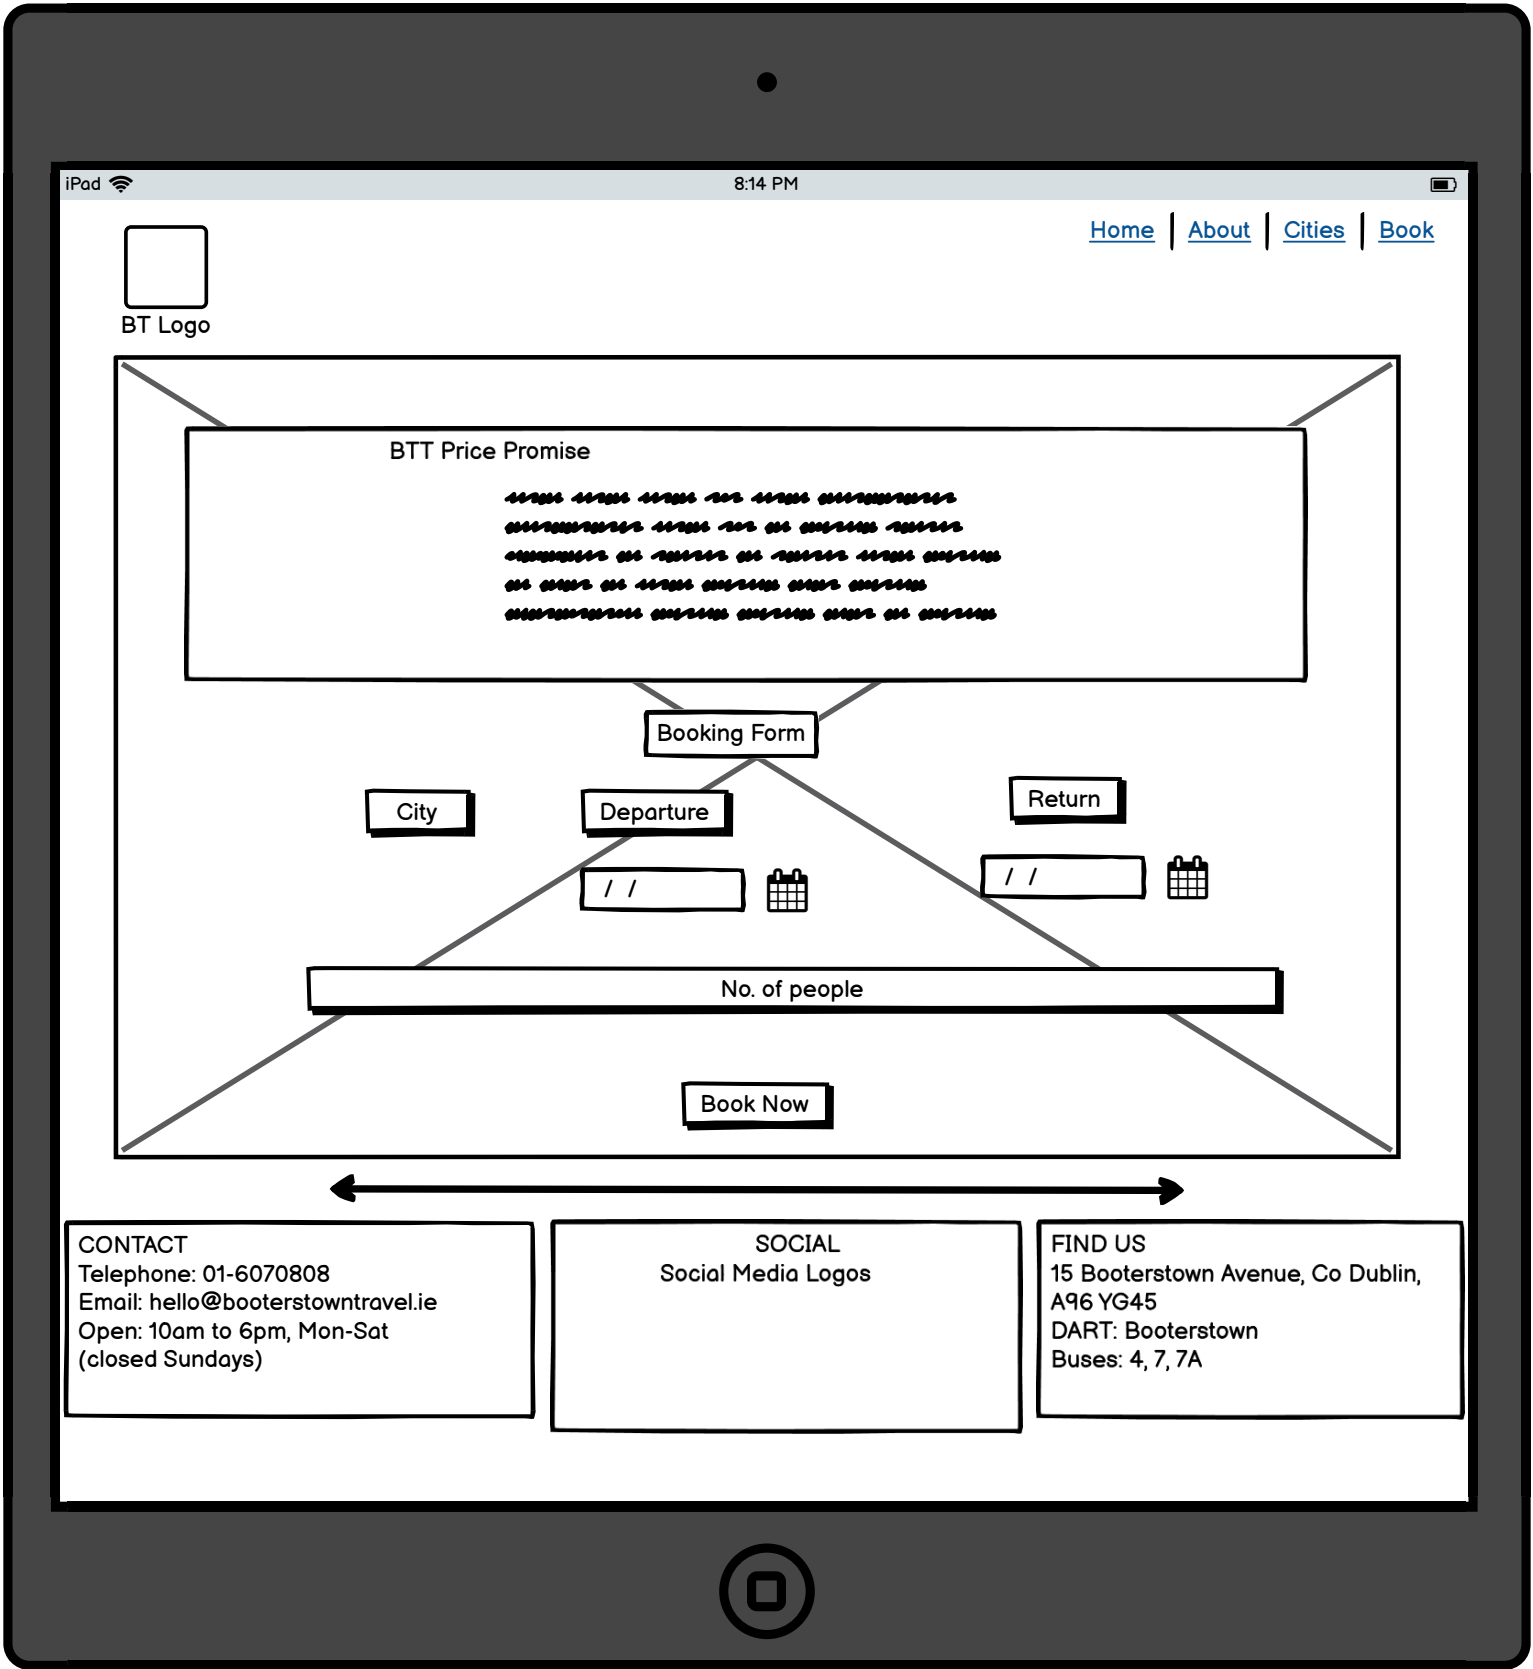 iPad
8:14 PM
Home About Cities Book
BT Logo
BTT Price Promise
Booking Form
City
Departure
Return
/ /
/ /
No. of people
Book Now
CONTACT
Telephone: 01-6070808
Email: hello@booterstowntravel.ie
Open: 10am to 6pm, Mon-Sat
(closed Sundays)
SOCIAL
Social Media Logos
FIND US
15 Booterstown Avenue, Co Dublin,
A96 YG45
DART: Booterstown
Buses: 4, 7, 7A